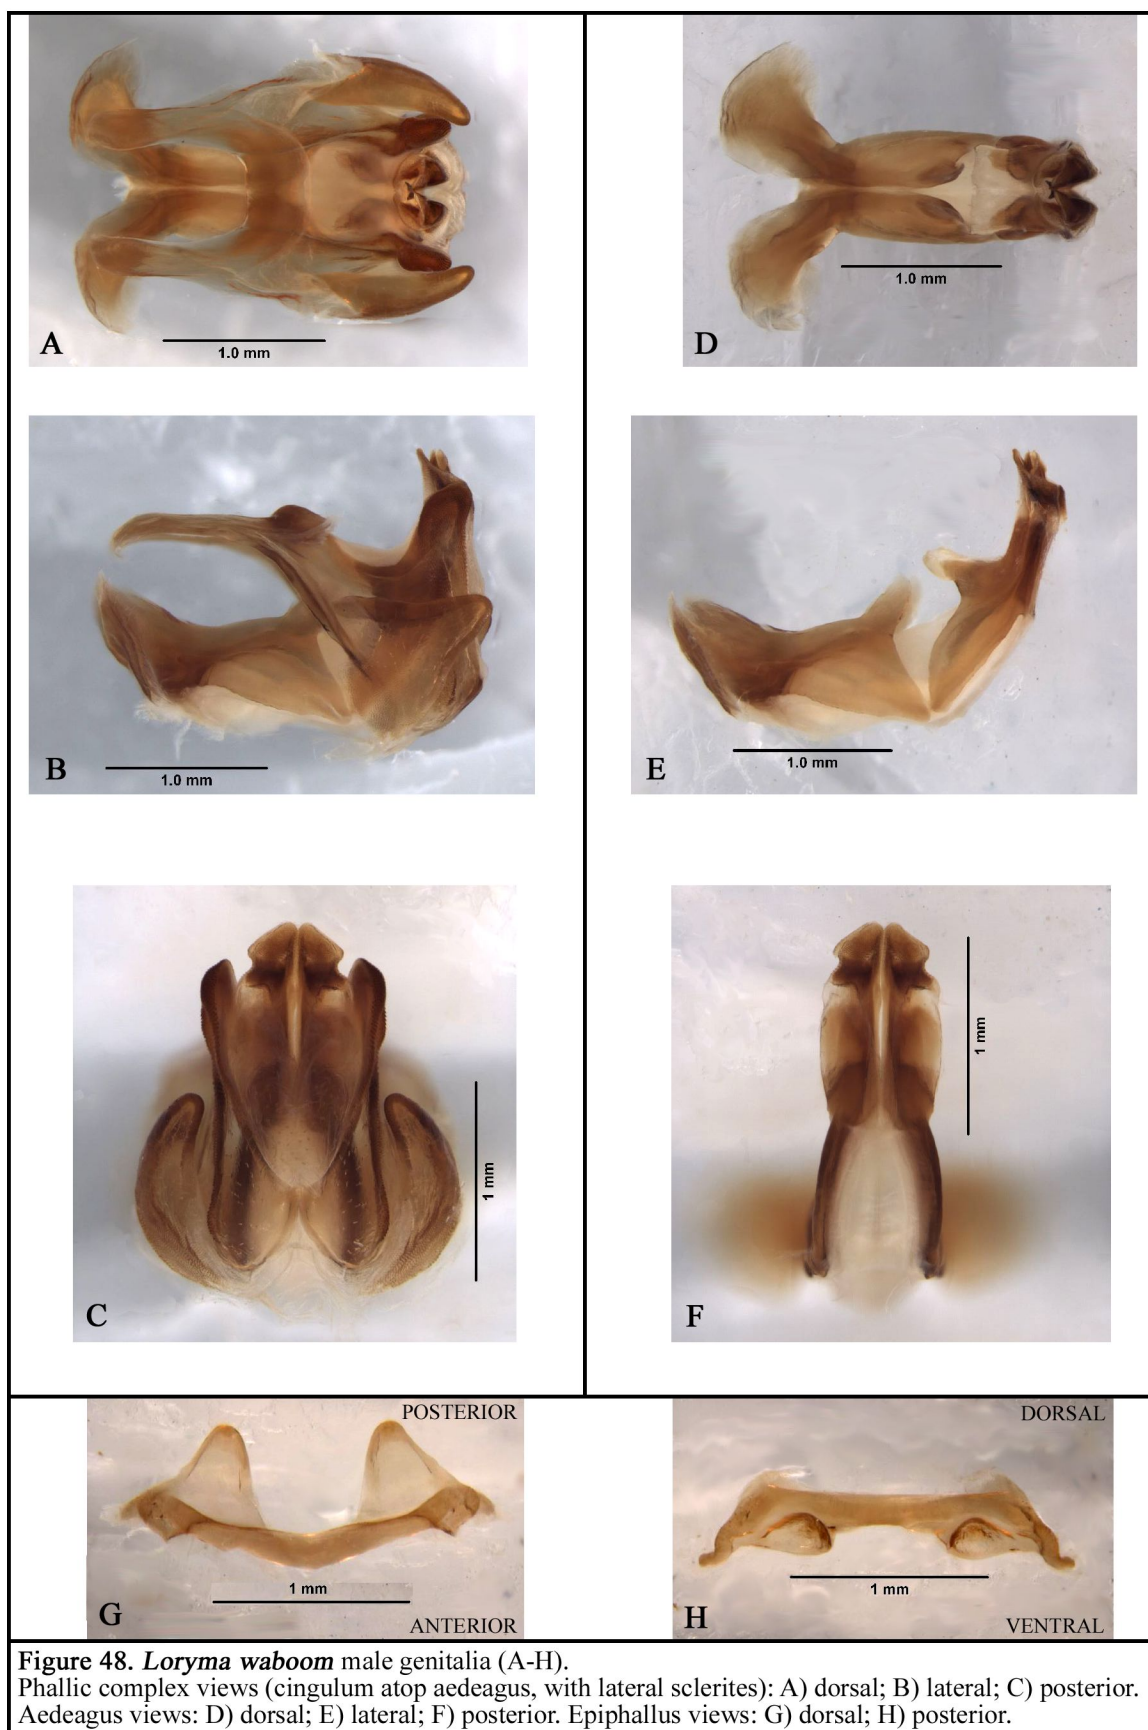 A
1.0 mm
D
1.0 mm
B
1.0 mm
E
1.0 mm
C
1 mm
F
1 mm
POSTERIOR
G
1 mm
ANTERIOR
DORSAL
H
1 mm
VENTRAL
Figure 48. Loryma waboom male genitalia (A-H).
Phallic complex views (cingulum atop aedeagus, with lateral sclerites): A) dorsal; B) lateral; C) posterior.
Aedeagus views: D) dorsal; E) lateral; F) posterior. Epiphallus views: G) dorsal; H) posterior.